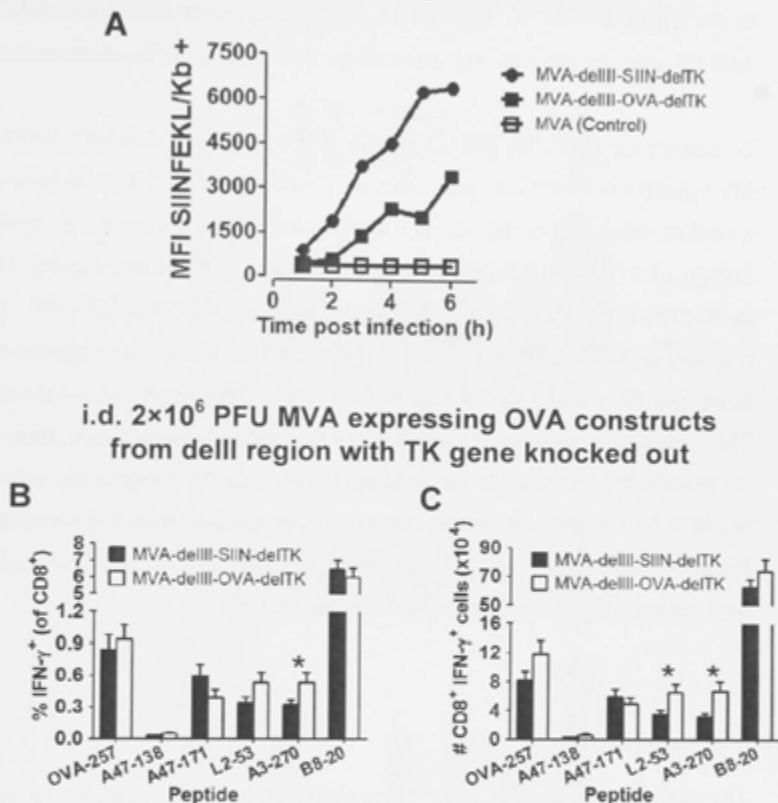 A
MFI SIINFEKL/Kb +
7500
6000
4500
3000
1500
0
0 2 4 6
Time post infection (h)
MVA-delIII-SIIN-delTK
MVA-delIII-OVA-delTK
MVA (Control)
i.d. 2×10⁶ PFU MVA expressing OVA constructs
from delIII region with TK gene knocked out
B
% IFN-γ⁺ (of CD8⁺)
8
7
6
5
1.2
0.9
0.6
0.3
0.0
MVA-delIII-SIIN-delTK
MVA-delIII-OVA-delTK
*
OVA-257
A47-138
A47-171
L2-53
A3-270
B8-20
Peptide
C
# CD8⁺ IFN-γ⁺ cells (x10⁴)
90
70
50
16
12
8
4
0
MVA-delIII-SIIN-delTK
MVA-delIII-OVA-delTK
* *
OVA-257
A47-138
A47-171
L2-53
A3-270
B8-20
Peptide